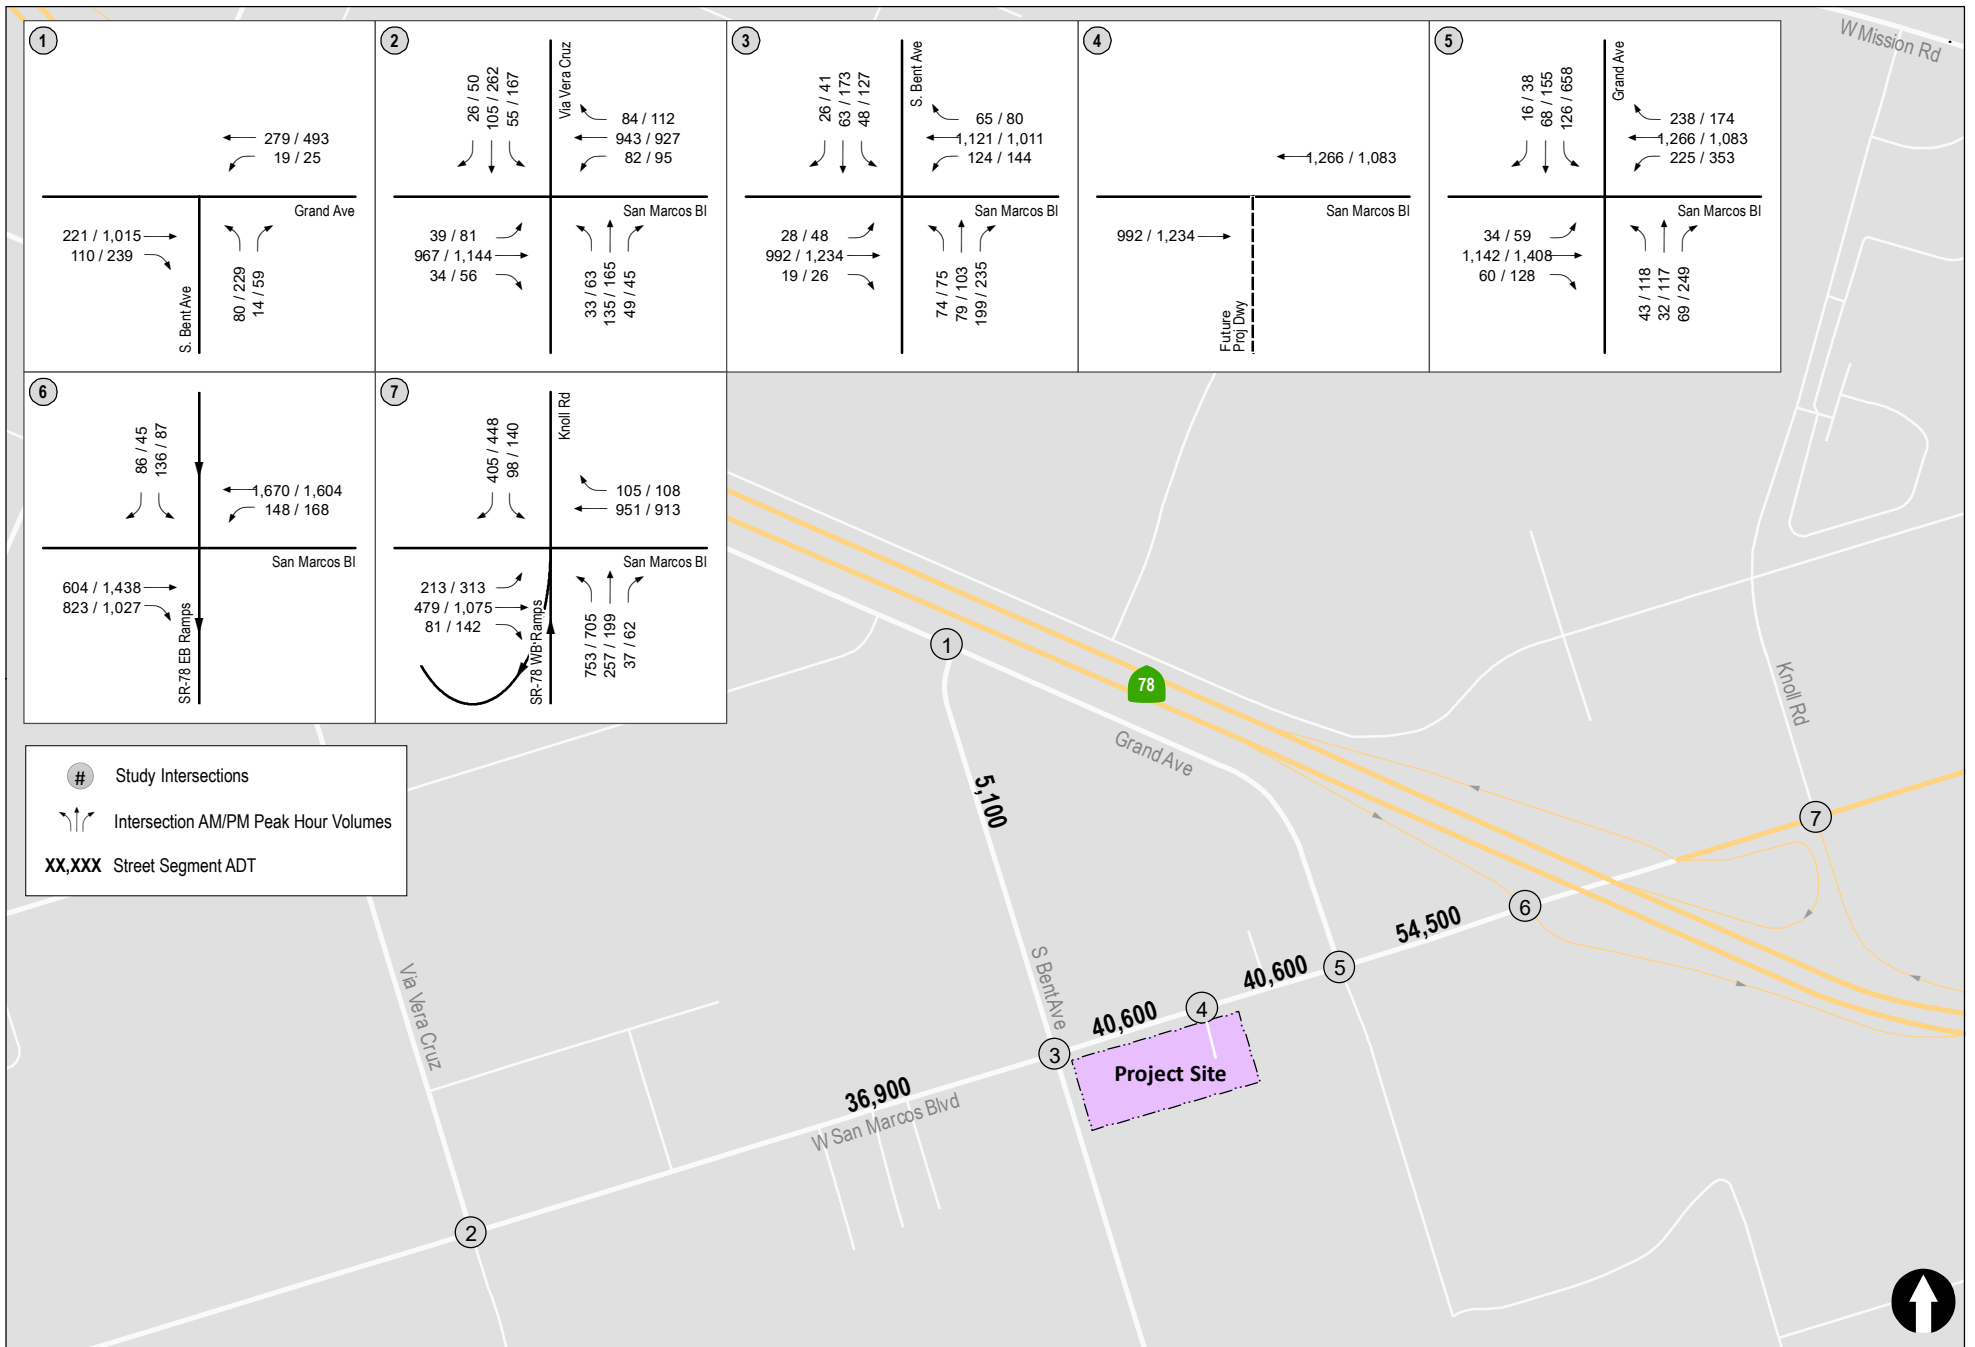 1
279 / 493
19 / 25
Grand Ave
221 / 1,015
110 / 239
80 / 229
14 / 59
S. Bent Ave
2
Via Vera Cruz
26 / 50
105 / 262
55 / 167
84 / 112
943 / 927
82 / 95
San Marcos Bl
39 / 81
967 / 1,144
34 / 56
33 / 63
135 / 165
49 / 45
3
S. Bent Ave
26 / 41
63 / 173
48 / 127
65 / 80
1,121 / 1,011
124 / 144
San Marcos Bl
28 / 48
992 / 1,234
19 / 26
74 / 75
79 / 103
199 / 235
4
1,266 / 1,083
San Marcos Bl
992 / 1,234
Future
Proj Dwy
5
Grand Ave
16 / 38
68 / 155
126 / 658
238 / 174
1,266 / 1,083
225 / 353
San Marcos Bl
34 / 59
1,142 / 1,408
60 / 128
43 / 118
32 / 117
69 / 249
6
86 / 45
136 / 87
1,670 / 1,604
148 / 168
San Marcos Bl
604 / 1,438
823 / 1,027
SR-78 EB Ramps
7
Knoll Rd
405 / 448
98 / 140
105 / 108
951 / 913
San Marcos Bl
213 / 313
479 / 1,075
81 / 142
SR-78 WB Ramps
753 / 705
257 / 199
37 / 62
# Study Intersections
Intersection AM/PM Peak Hour Volumes
XX,XXX Street Segment ADT
W Mission Rd
1
78
Grand Ave
Knoll Rd
5,100
7
6
54,500
5
S Bent Ave
40,600
4
40,600
3
Via Vera Cruz
Project Site
36,900
W San Marcos Blvd
2